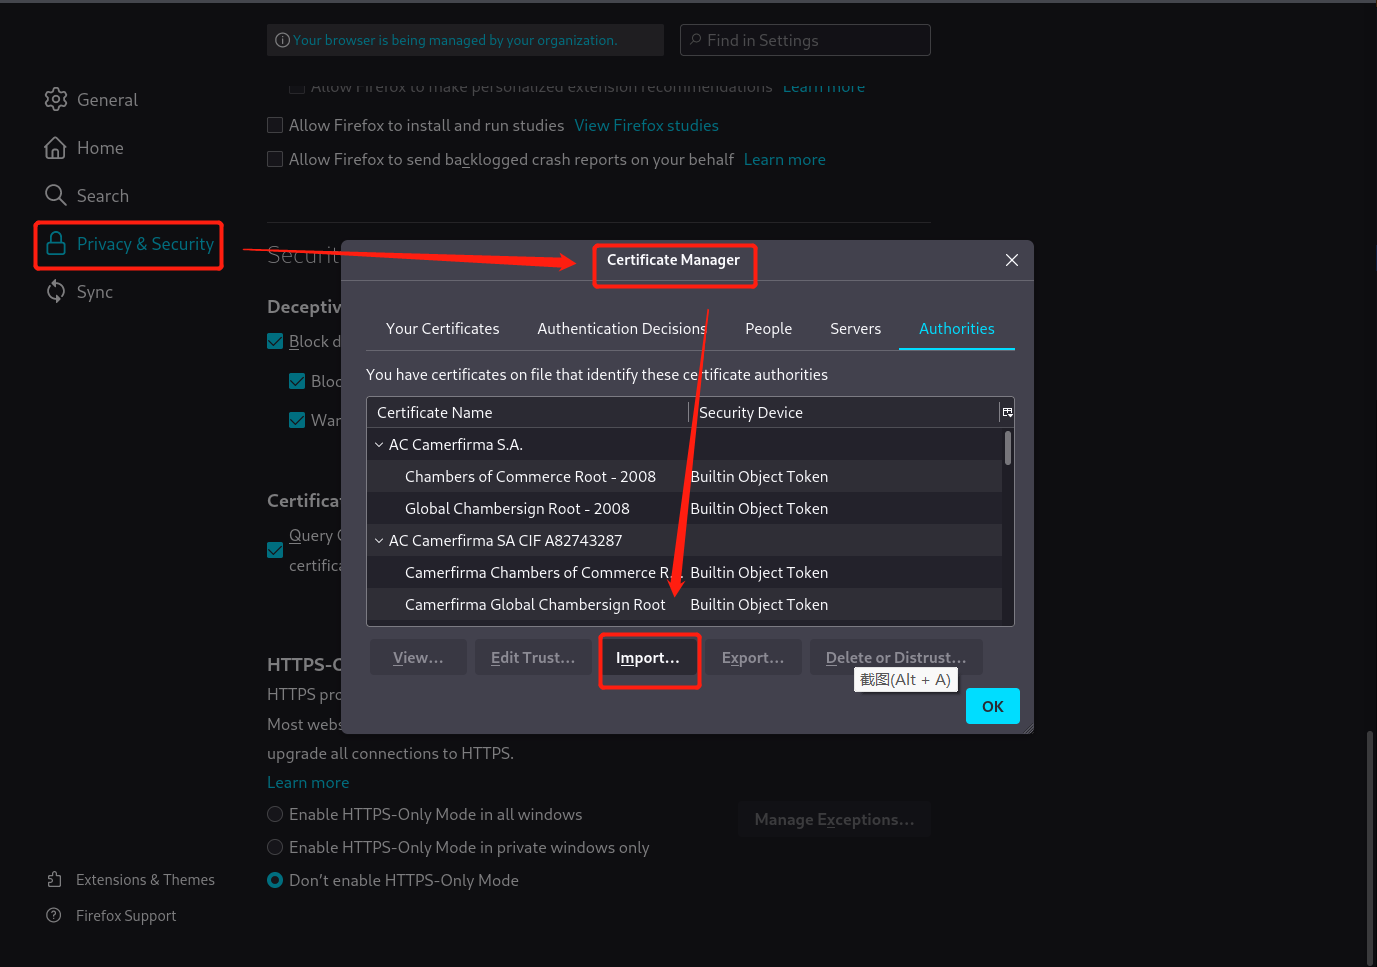 Your browser is being managed by your organization.
Find in Settings
General
Home
Search
Privacy & Security
Sync
Extensions & Themes
Firefox Support
Allow Firefox to make personalized extension recommendations Learn more
Allow Firefox to install and run studies View Firefox studies
Allow Firefox to send backlogged crash reports on your behalf Learn more
Securit
Deceptiv
Block d
Bloc
War
Certifica
Query
certifica
Certificate Manager
Your Certificates Authentication Decisions People Servers Authorities
You have certificates on file that identify these certificate authorities
Certificate Name Security Device
AC Camerfirma S.A.
Chambers of Commerce Root - 2008 Builtin Object Token
Global Chambersign Root - 2008 Builtin Object Token
AC Camerfirma SA CIF A82743287
Camerfirma Chambers of Commerce R... Builtin Object Token
Camerfirma Global Chambersign Root Builtin Object Token
View... Edit Trust... Import... Export... Delete or Distrust...
截图(Alt + A)
OK
HTTPS-O
HTTPS pro
Most webs
upgrade all connections to HTTPS.
Learn more
Enable HTTPS-Only Mode in all windows
Manage Exceptions...
Enable HTTPS-Only Mode in private windows only
Don't enable HTTPS-Only Mode